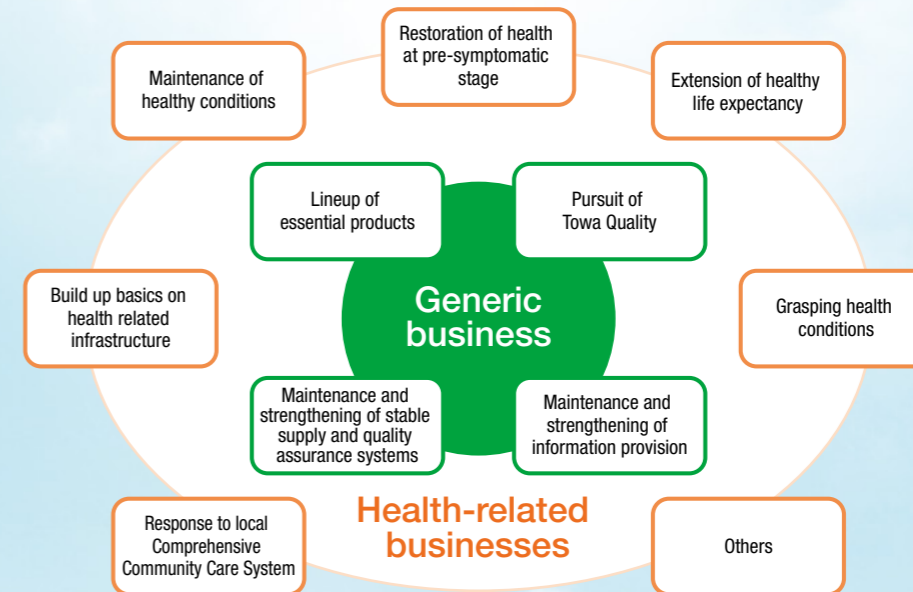 Restoration of health
at pre-symptomatic
stage
Maintenance of
healthy conditions
Extension of healthy
life expectancy
Lineup of
essential products
Pursuit of
Towa Quality
Build up basics on
health related
infrastructure
Generic
business
Grasping health
conditions
Maintenance and
strengthening of stable
supply and quality
assurance systems
Maintenance and
strengthening of
information provision
Response to local
Comprehensive
Community Care System
Health-related
businesses
Others